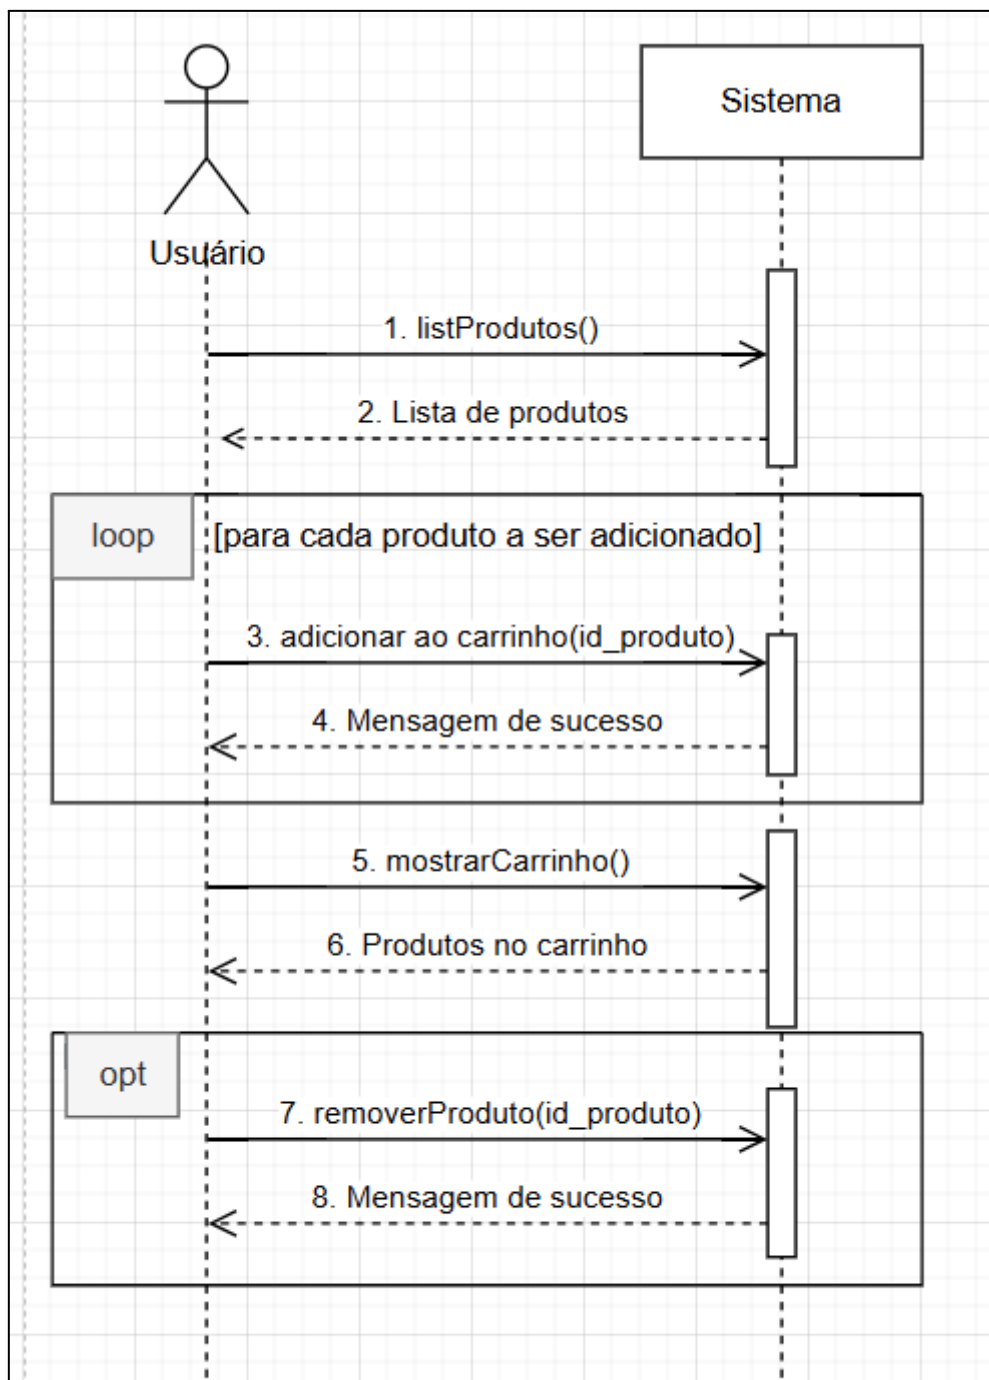 Sistema
Usuário
1. listProdutos()
2. Lista de produtos
loop
[para cada produto a ser adicionado]
3. adicionar ao carrinho(id_produto)
4. Mensagem de sucesso
5. mostrarCarrinho()
6. Produtos no carrinho
opt
7. removerProduto(id_produto)
8. Mensagem de sucesso